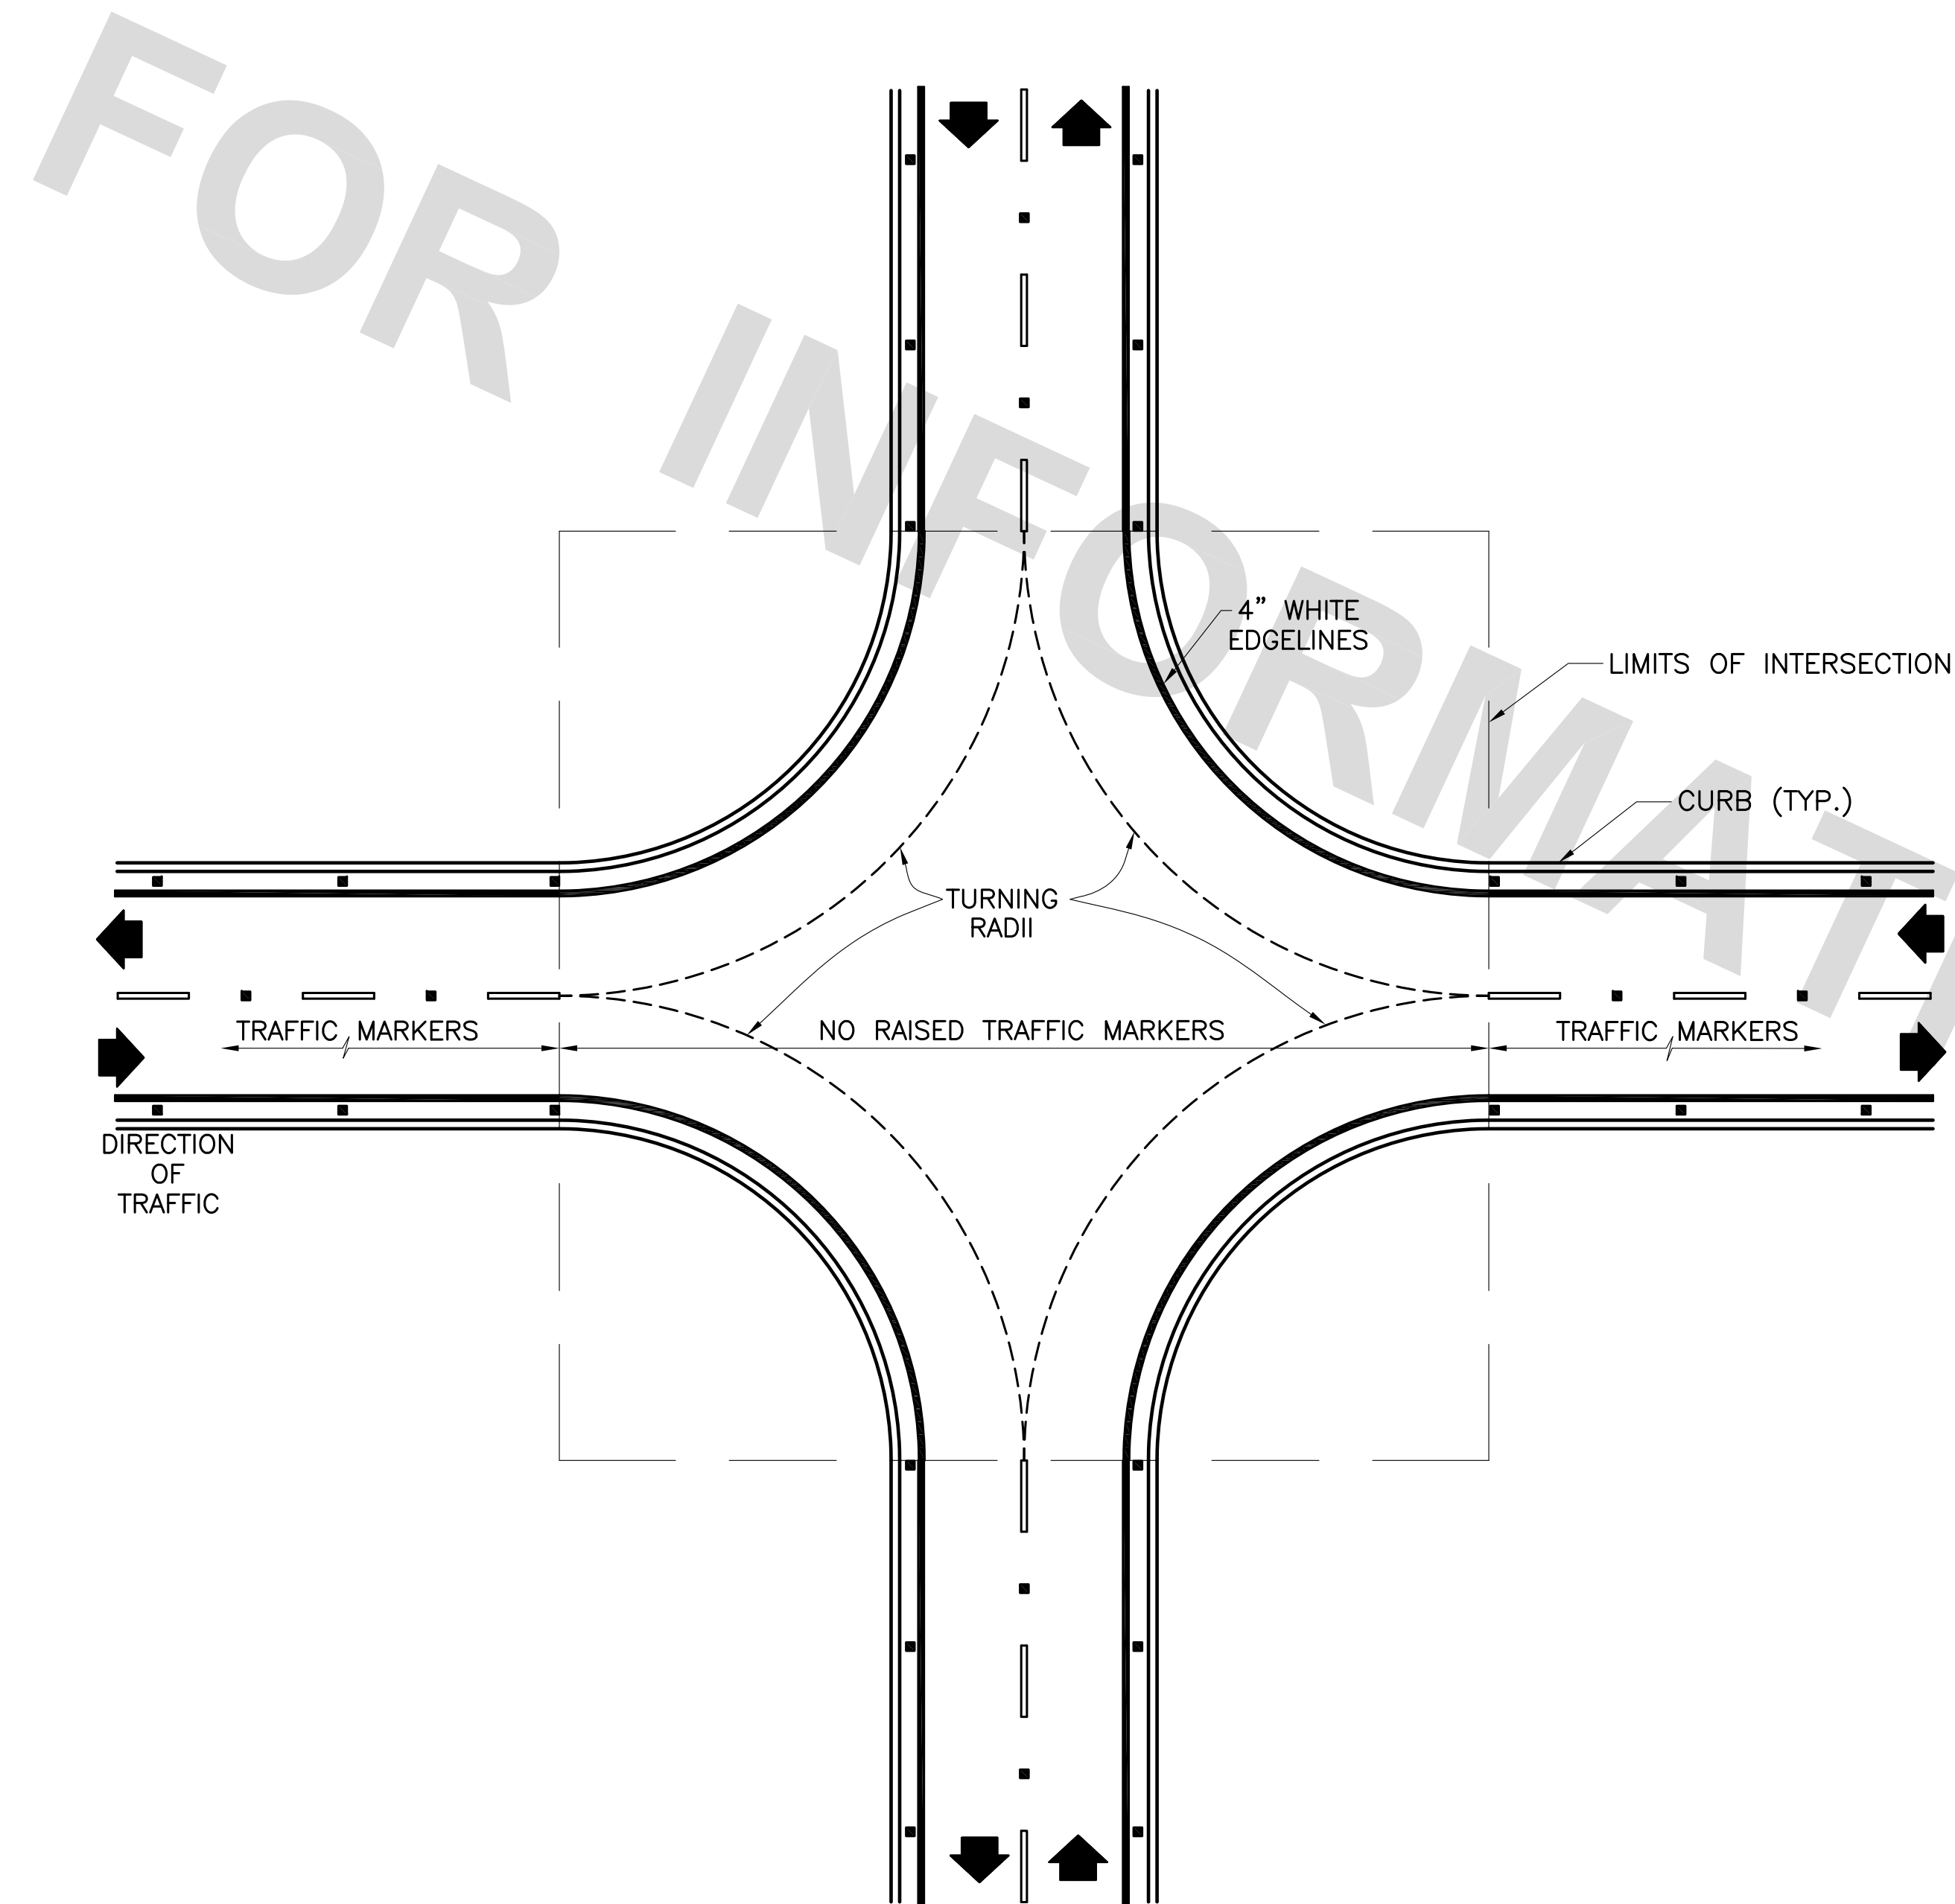 FOR INFORMAT
4” WHITE
EDGELINES
LIMITS OF INTERSECTION
CURB (TYP.)
TURNING
RADII
TRAFFIC MARKERS
NO RAISED TRAFFIC MARKERS
TRAFFIC MARKERS
DIRECTION
OF
TRAFFIC